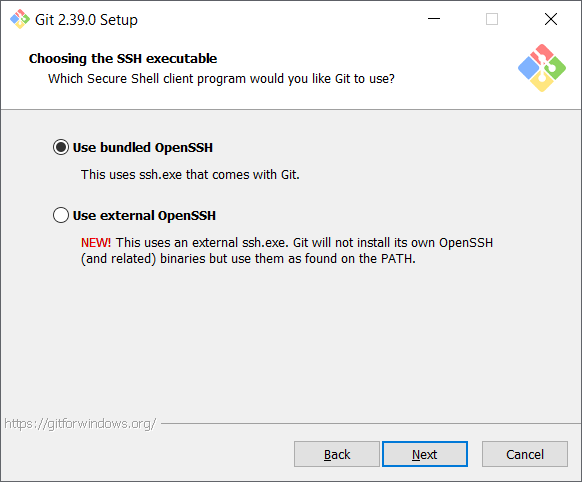 Git 2.39.0 Setup
Choosing the SSH executable
Which Secure Shell client program would you like Git to use?
Use bundled OpenSSH
This uses ssh.exe that comes with Git.
Use external OpenSSH
NEW! This uses an external ssh.exe. Git will not install its own OpenSSH
(and related) binaries but use them as found on the PATH.
https://gitforwindows.org/
Back
Next
Cancel